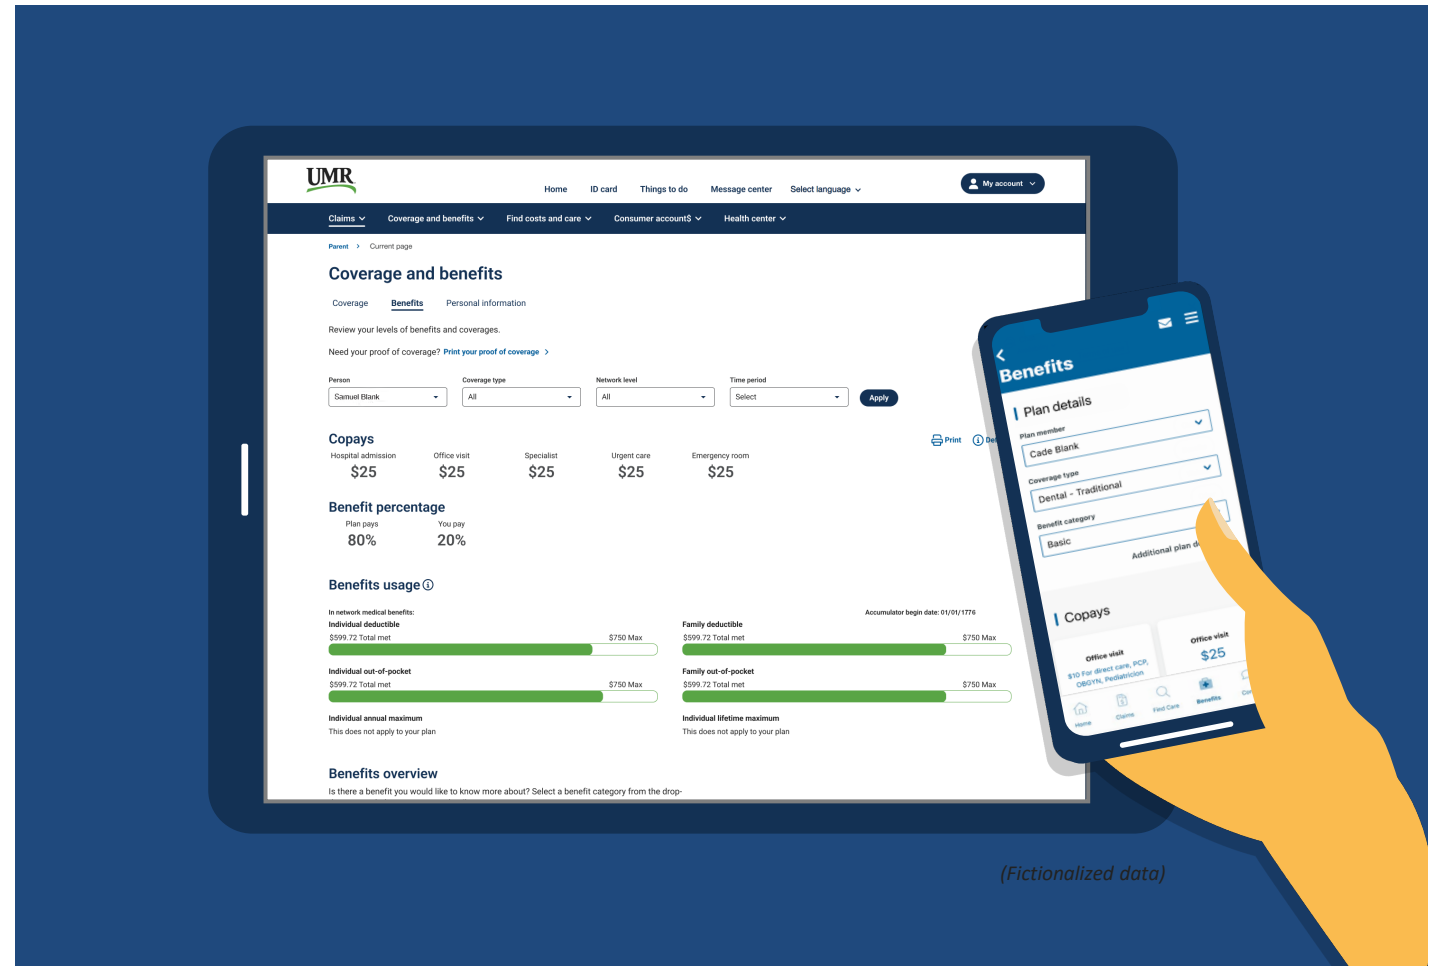 UMR
Home ID card Things to do Message center Select language My account
Claims Coverage and benefits Find costs and care Consumer account$ Health center
Parent > Current page
Coverage and benefits
Coverage Benefits Personal information
Review your levels of benefits and coverages.
Need your proof of coverage? Print your proof of coverage >
Person Coverage type Network level Time period
Samuel Blank All All Select Apply
Copays Print
Hospital admission Office visit Specialist Urgent care Emergency room
$25 $25 $25 $25 $25
Benefit percentage
Plan pays You pay
80% 20%
Benefits usage
In network medical benefits: Accumulator begin date: 01/01/1776
Individual deductible Family deductible
$599.72 Total met $750 Max $599.72 Total met $750 Max
Individual out-of-pocket Family out-of-pocket
$599.72 Total met $750 Max $599.72 Total met $750 Max
Individual annual maximum Individual lifetime maximum
This does not apply to your plan This does not apply to your plan
Benefits overview
Is there a benefit you would like to know more about? Select a benefit category from the drop-
Benefits
Plan details
Plan member
Cade Blank
Coverage type
Dental - Traditional
Benefit category
Basic
Additional plan
Copays
Office visit
$10 For direct care, PCP,
OBGYN, Pediatricion
Office visit
$25
Home Claims Find Care Benefits
(Fictionalized data)